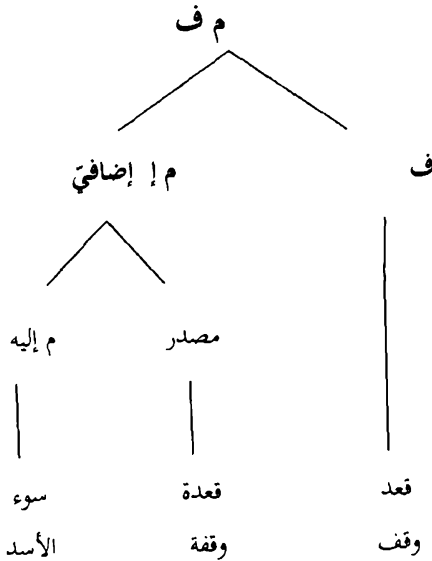 م ف
ف م إ إضافيّ
مصدر م إليه
قعد قعدة سوء
وقف وقفة الأسد